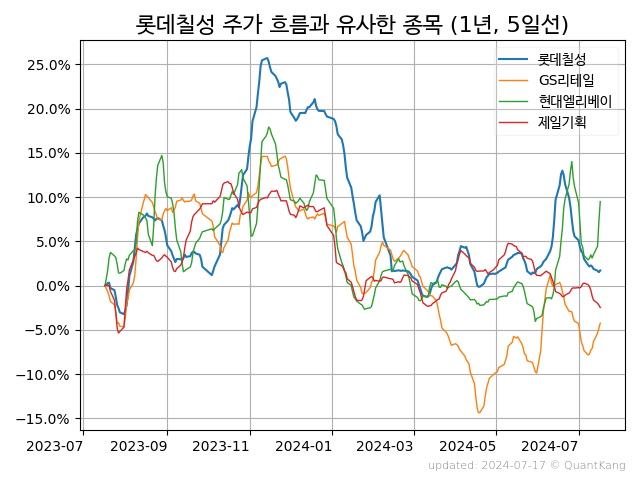 롯데칠성 주가 흐름과 유사한 종목 (1년, 5일선)
롯데칠성
GS리테일
현대엘리베이
제일기획
25.0%
20.0%
15.0%
10.0%
5.0%
0.0%
−5.0%
−10.0%
−15.0%
2023-07 2023-09 2023-11 2024-01 2024-03 2024-05 2024-07
updated: 2024-07-17 © QuantKang